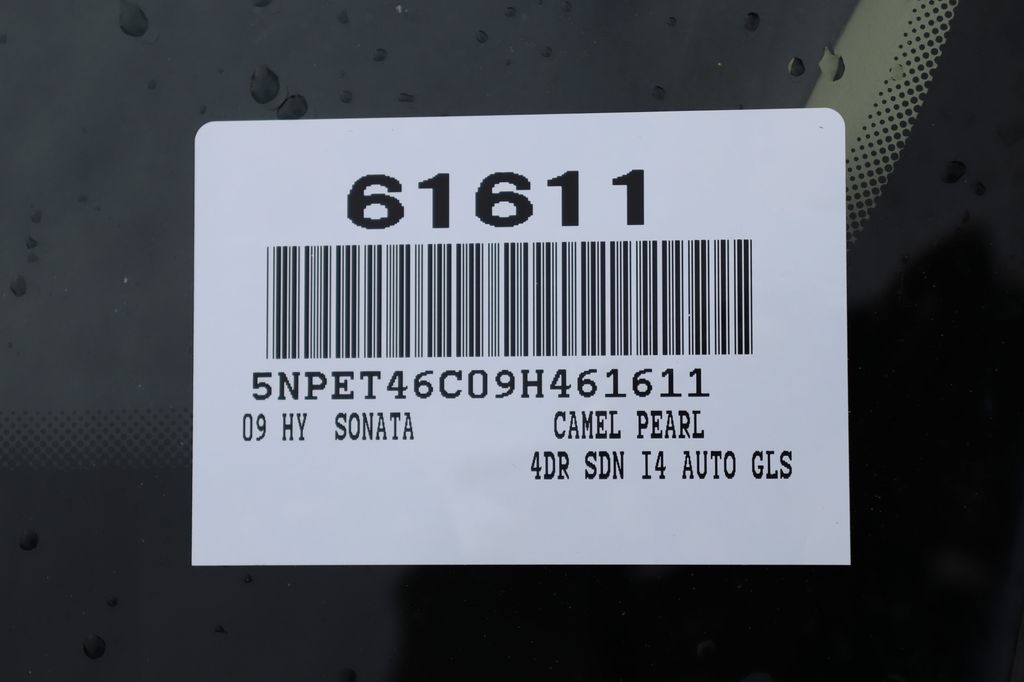 61611
5NPET46C09H461611
09 HY SONATA CAMEL PEARL
4DR SDN I4 AUTO GLS